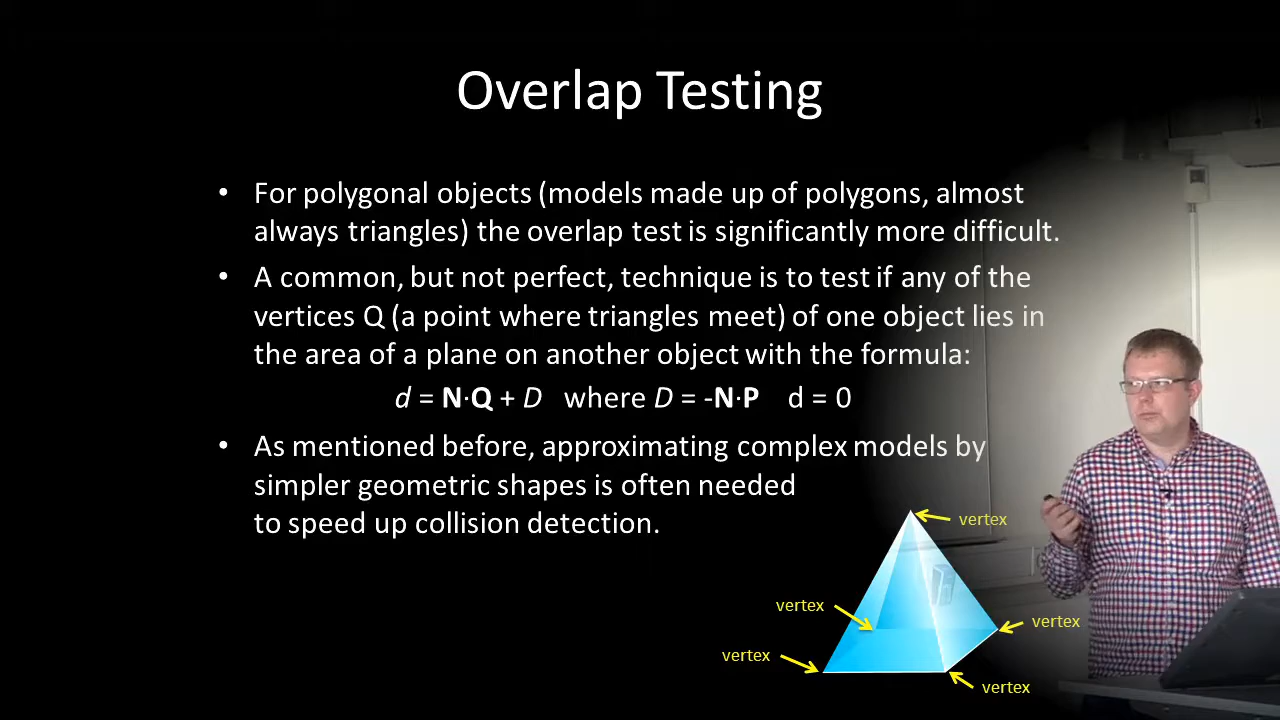 Overlap Testing
• For polygonal objects (models made up of polygons, almost
always triangles) the overlap test is significantly more difficult.
• A common, but not perfect, technique is to test if any of the
vertices Q (a point where triangles meet) of one object lies in
the area of a plane on another object with the formula:
d = N·Q + D where D = -N·P d = 0
• As mentioned before, approximating complex models by
simpler geometric shapes is often needed
to speed up collision detection.
vertex
vertex
vertex
vertex
vertex